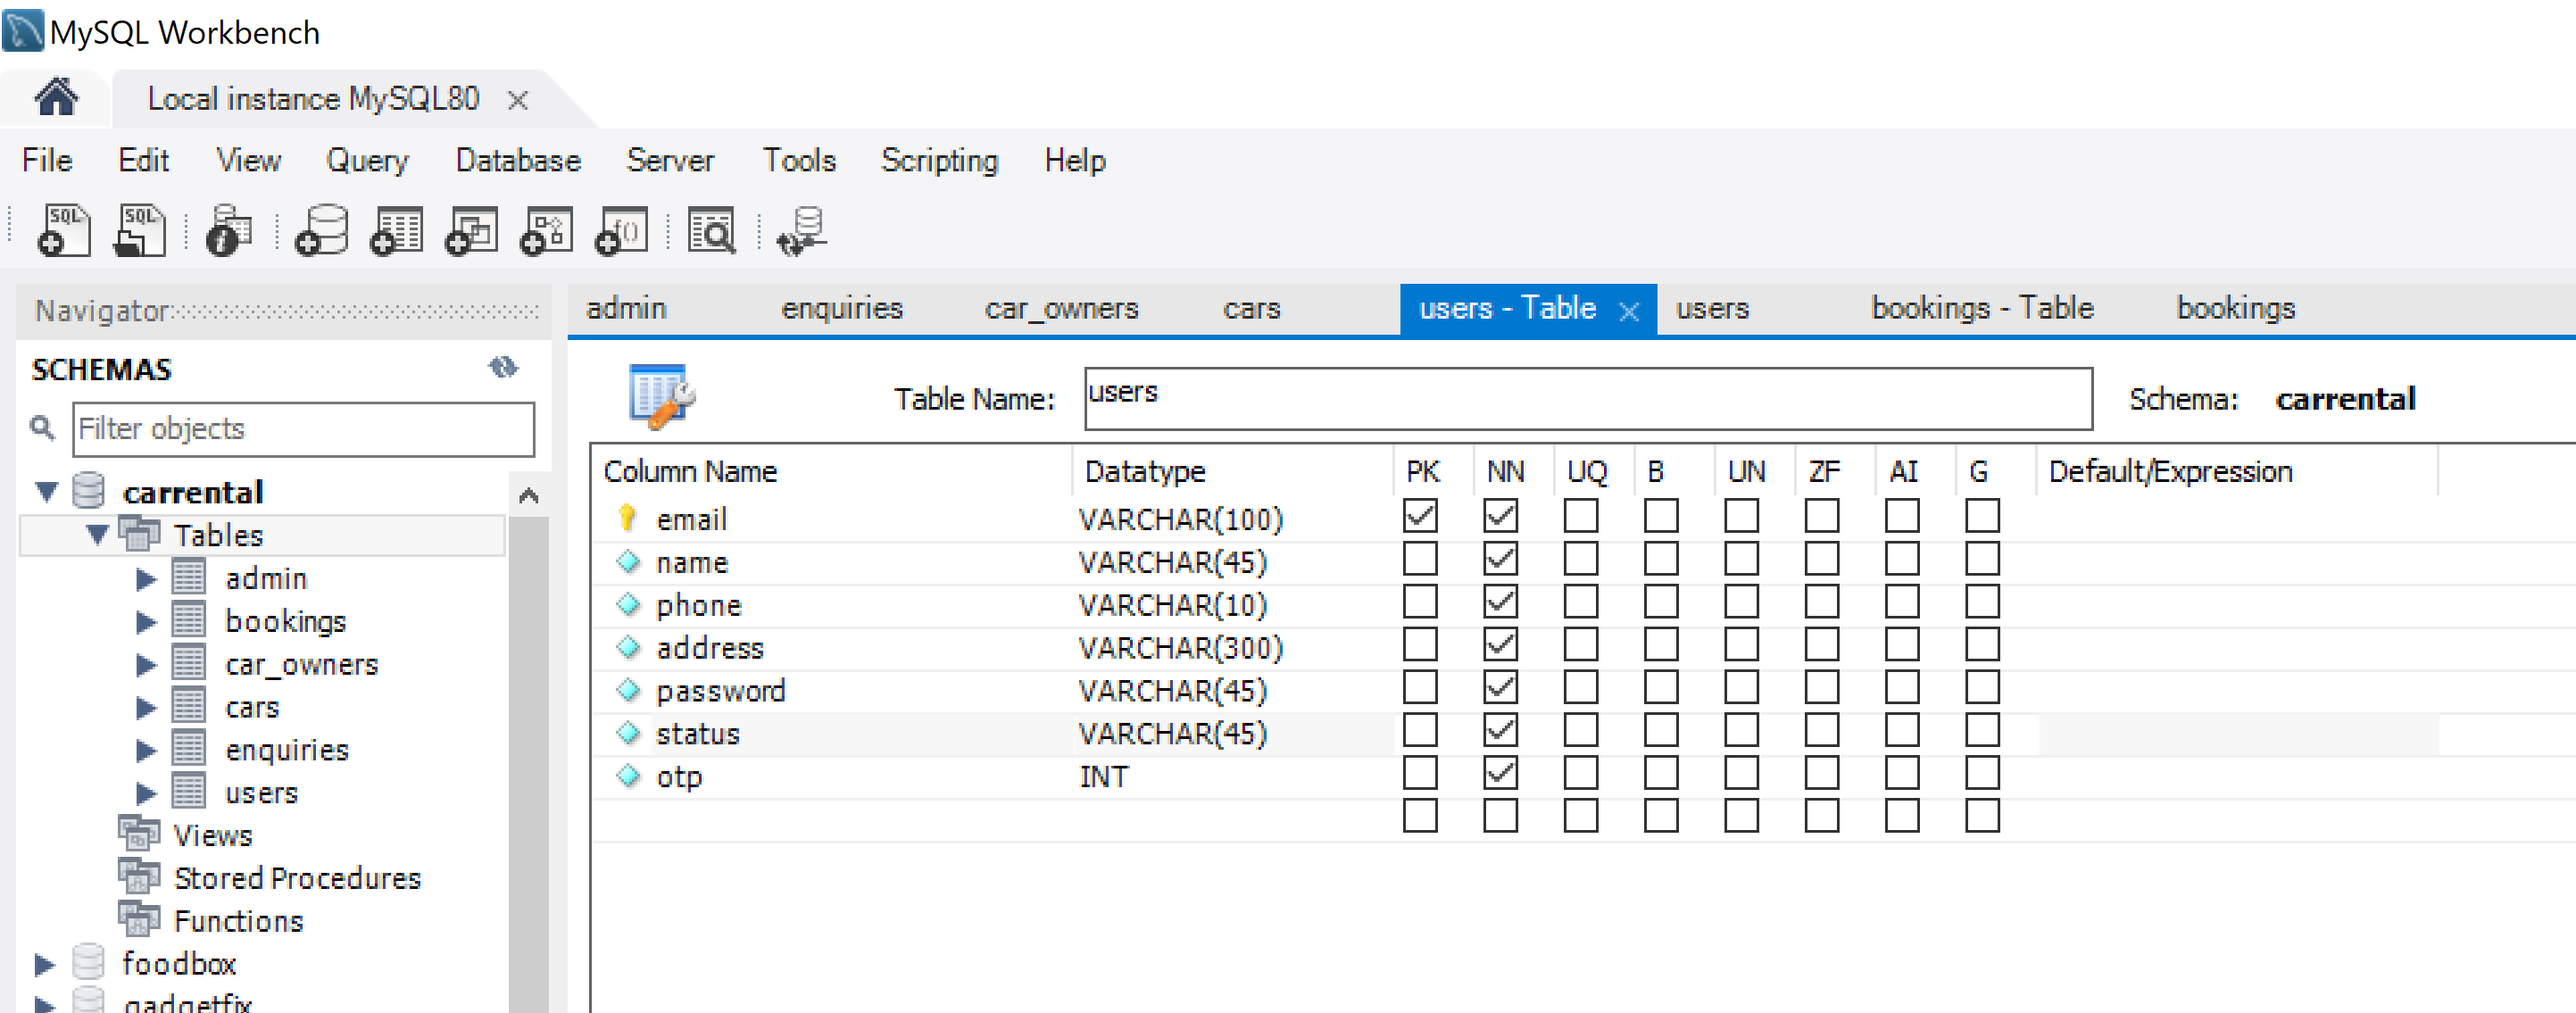 MySQL Workbench
Local instance MySQL80
File Edit View Query Database Server Tools Scripting Help
Navigator
SCHEMAS
Filter objects
carrental
Tables
admin
bookings
car_owners
cars
enquiries
users
Views
Stored Procedures
Functions
foodbox
gadgetfix
admin enquiries car_owners cars users - Table users bookings - Table bookings
Table Name: users Schema: carrental
Column Name Datatype PK NN UQ B UN ZF AI G Default/Expression
email VARCHAR(100)
name VARCHAR(45)
phone VARCHAR(10)
address VARCHAR(300)
password VARCHAR(45)
status VARCHAR(45)
otp INT